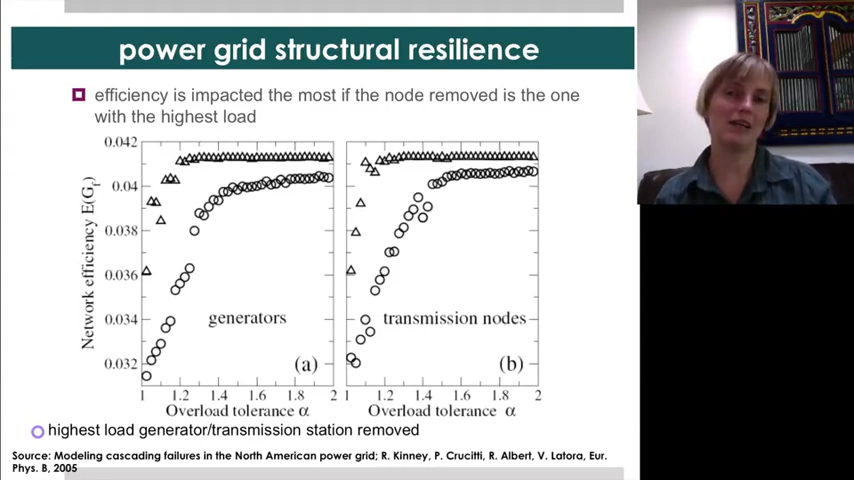 power grid structural resilience
efficiency is impacted the most if the node removed is the one
with the highest load
0.042
0.04
0.038
0.036
0.034
0.032
Network efficiency E(Gf)
generators
(a)
transmission nodes
(b)
1 1.2 1.4 1.6 1.8 2
1 1.2 1.4 1.6 1.8 2
Overload tolerance α
Overload tolerance α
highest load generator/transmission station removed
Source: Modeling cascading failures in the North American power grid; R. Kinney, P. Crucitti, R. Albert, V. Latora, Eur.
Phys. B, 2005